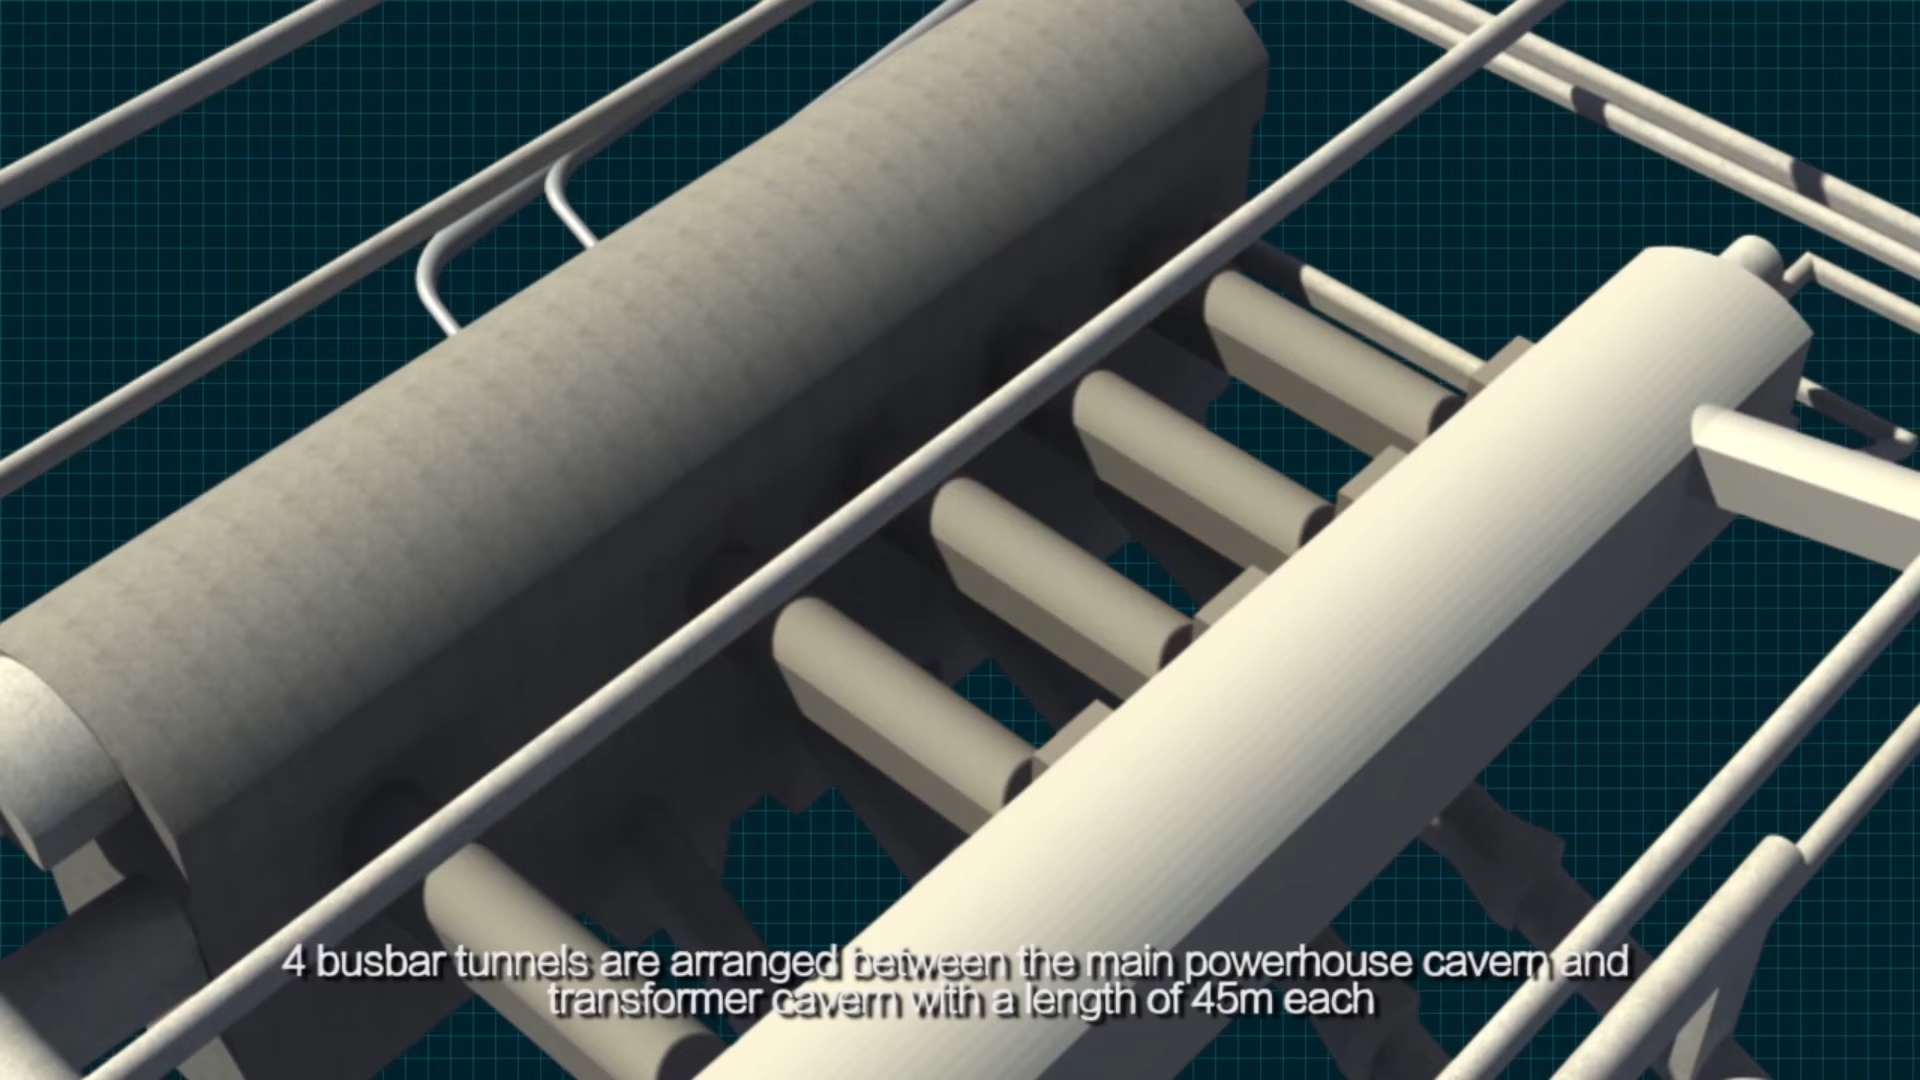 4 busbar tunnels are arranged between the main powerhouse cavern and
transformer cavern with a length of 45m each